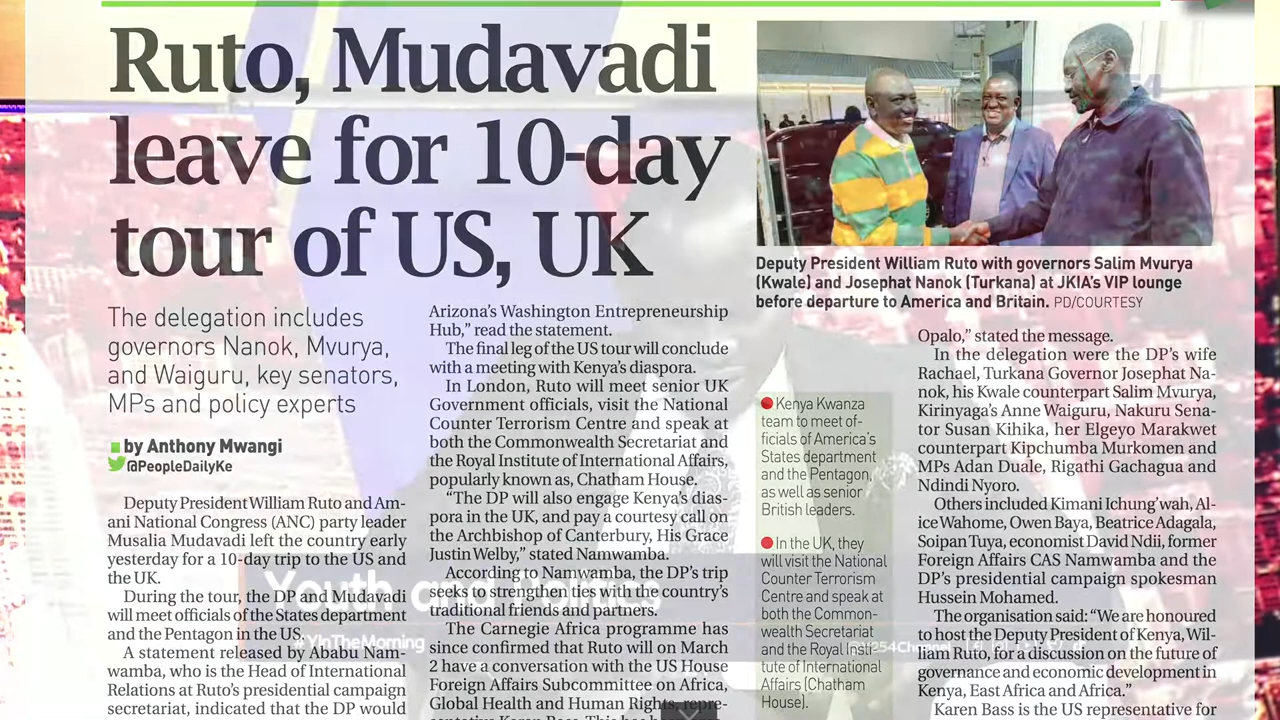 Ruto, Mudavadi
leave for 10-day
tour of US, UK
The delegation includes
governors Nanok, Mvurya,
and Waiguru, key senators,
MPs and policy experts
by Anthony Mwangi
@PeopleDailyKe
Deputy President William Ruto and Am-
ani National Congress (ANC) party leader
Musalia Mudavadi left the country early
yesterday for a 10-day trip to the US and
the UK.
During the tour, the DP and Mudavadi
will meet officials of the States department
and the Pentagon in the US.
A statement released by Ababu Nam-
wamba, who is the Head of International
Relations at Ruto's presidential campaign
secretariat, indicated that the DP would
Arizona's Washington Entrepreneurship
Hub," read the statement.
The final leg of the US tour will conclude
with a meeting with Kenya's diaspora.
In London, Ruto will meet senior UK
Government officials, visit the National
Counter Terrorism Centre and speak at
both the Commonwealth Secretariat and
the Royal Institute of International Affairs,
popularly known as, Chatham House.
"The DP will also engage Kenya's dias-
pora in the UK, and pay a courtesy call on
the Archbishop of Canterbury, His Grace
Justin Welby," stated Namwamba.
According to Namwamba, the DP's trip
seeks to strengthen ties with the country's
traditional friends and partners.
The Carnegie Africa programme has
since confirmed that Ruto will on March
2 have a conversation with the US House
Foreign Affairs Subcommittee on Africa,
Global Health and Human Rights, repre-
sentative Karen Bass. This has been
Deputy President William Ruto with governors Salim Mvurya
(Kwale) and Josephat Nanok (Turkana) at JKIA's VIP lounge
before departure to America and Britain. PD/COURTESY
Kenya Kwanza
team to meet of-
ficials of America's
States department
and the Pentagon,
as well as senior
British leaders.
In the UK, they
will visit the National
Counter Terrorism
Centre and speak at
both the Common-
wealth Secretariat
and the Royal Insti-
tute of International
Affairs (Chatham
House).
Opalo," stated the message.
In the delegation were the DP's wife
Rachael, Turkana Governor Josephat Na-
nok, his Kwale counterpart Salim Mvurya,
Kirinyaga's Anne Waiguru, Nakuru Sena-
tor Susan Kihika, her Elgeyo Marakwet
counterpart Kipchumba Murkomen and
MPs Adan Duale, Rigathi Gachagua and
Ndindi Nyoro.
Others included Kimani Ichung'wah, Al-
ice Wahome, Owen Baya, Beatrice Adagala,
Soipan Tuya, economist David Ndii, former
Foreign Affairs CAS Namwamba and the
DP's presidential campaign spokesman
Hussein Mohamed.
The organisation said: "We are honoured
to host the Deputy President of Kenya, Wil-
liam Ruto, for a discussion on the future of
governance and economic development in
Kenya, East Africa and Africa."
Karen Bass is the US representative for
Youth and Politics
#YInTheMorning
@Y254Channel
Y254